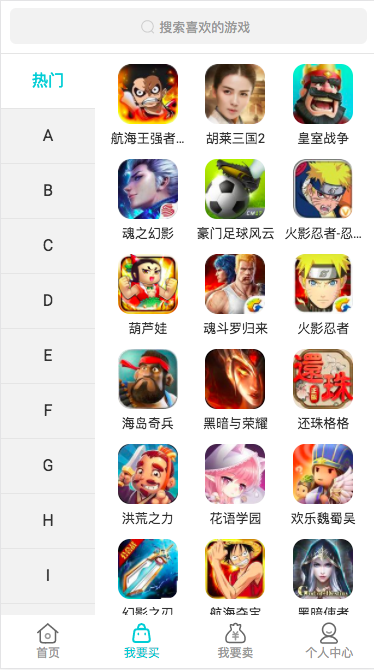 搜索喜欢的游戏
热门
A
B
C
D
E
F
G
H
I
航海王强者...
胡莱三国2
皇室战争
魂之幻影
豪门足球风云
火影忍者-忍...
葫芦娃
魂斗罗归来
火影忍者
海岛奇兵
黑暗与荣耀
还珠格格
洪荒之力
花语学园
欢乐魏蜀吴
幻影之刃
航海夺宝
黑暗使者
首页
我要买
我要卖
个人中心